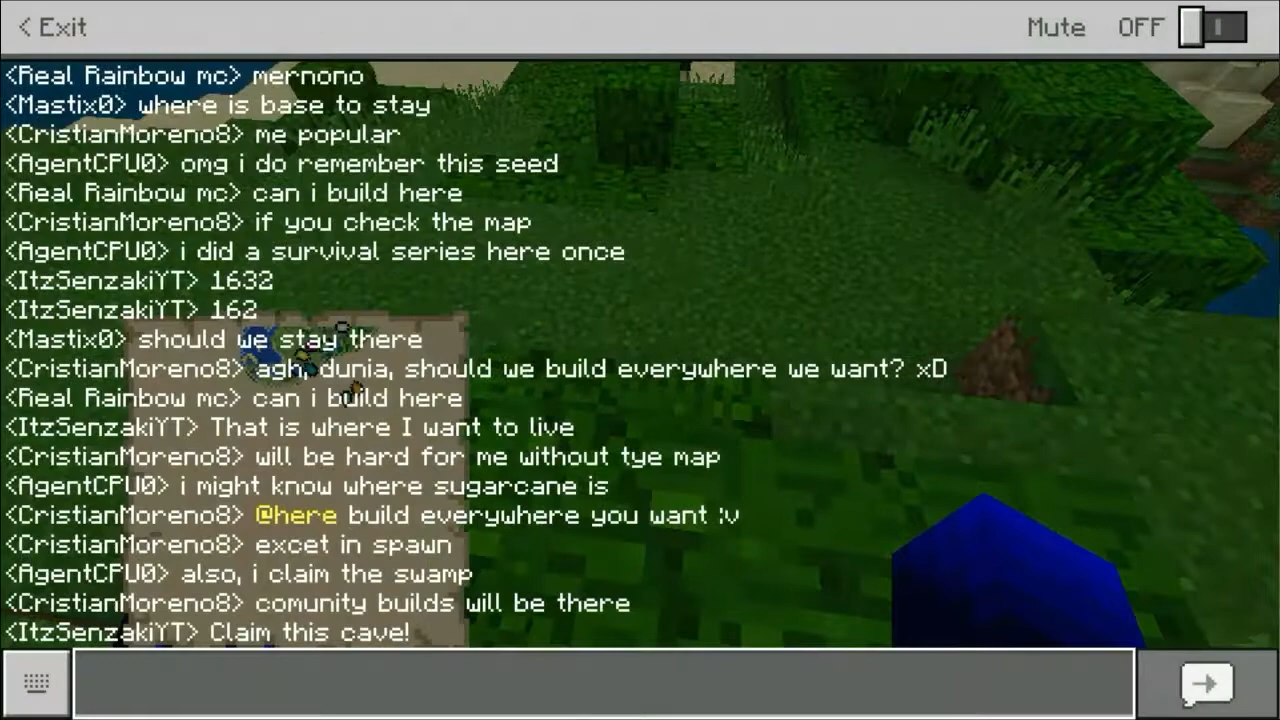 < Exit Mute OFF
<Real Rainbow mc> mernono
<Mastix0> where is base to stay
<CristianMoreno8> me popular
<AgentCPU0> omg i do remember this seed
<Real Rainbow mc> can i build here
<CristianMoreno8> if you check the map
<AgentCPU0> i did a survival series here once
<ItzSenzakiYT> 1632
<ItzSenzakiYT> 162
<Mastix0> should we stay there
<CristianMoreno8> agh, dunia, should we build everywhere we want? xD
<Real Rainbow mc> can i build here
<ItzSenzakiYT> That is where I want to live
<CristianMoreno8> will be hard for me without tye map
<AgentCPU0> i might know where sugarcane is
<CristianMoreno8> @here build everywhere you want :v
<CristianMoreno8> excet in spawn
<AgentCPU0> also, i claim the swamp
<CristianMoreno8> comunity builds will be there
<ItzSenzakiYT> Claim this cave!